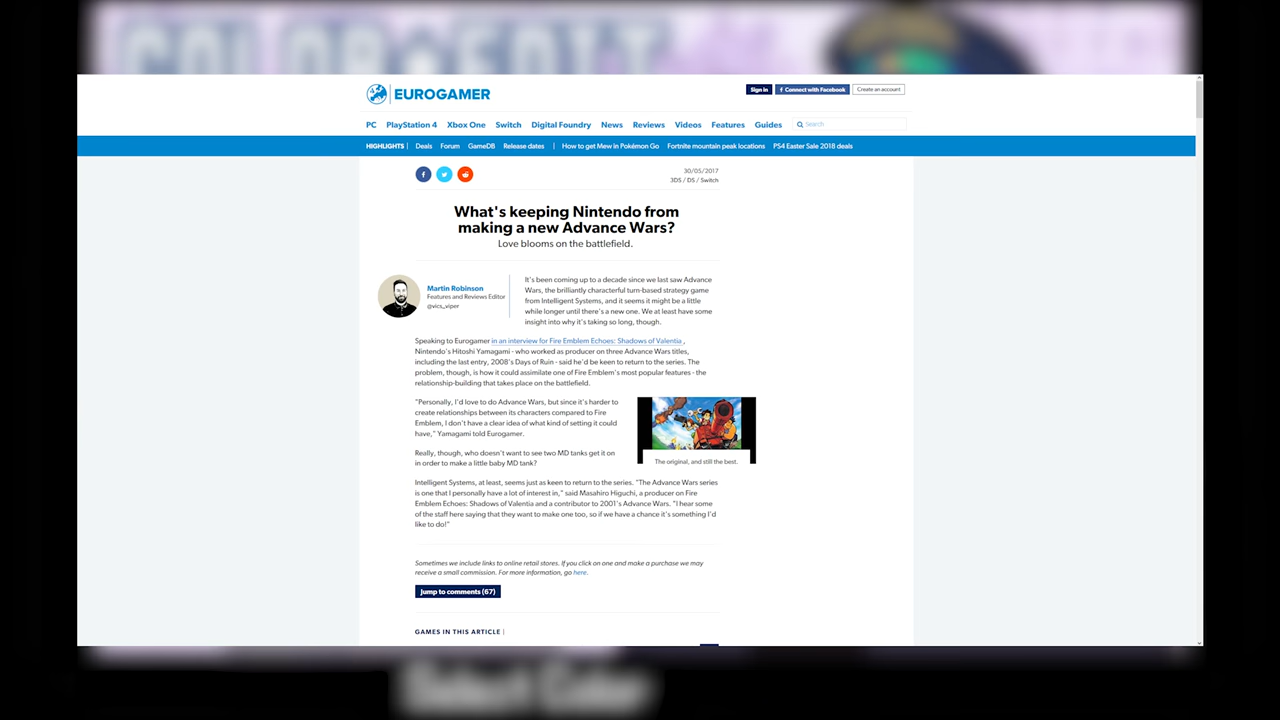 COLOR EDIT
EUROGAMER
Sign in
Connect with Facebook
Create an account
PC PlayStation 4 Xbox One Switch Digital Foundry News Reviews Videos Features Guides Search
HIGHLIGHTS | Deals Forum GameDB Release dates | How to get Mew in Pokémon Go Fortnite mountain peak locations PS4 Easter Sale 2018 deals
30/05/2017
3DS / DS / Switch
What's keeping Nintendo from
making a new Advance Wars?
Love blooms on the battlefield.
Martin Robinson
Features and Reviews Editor
@vics_viper
It's been coming up to a decade since we last saw Advance
Wars, the brilliantly characterful turn-based strategy game
from Intelligent Systems, and it seems it might be a little
while longer until there's a new one. We at least have some
insight into why it's taking so long, though.
Speaking to Eurogamer in an interview for Fire Emblem Echoes: Shadows of Valentia ,
Nintendo's Hitoshi Yamagami - who worked as producer on three Advance Wars titles,
including the last entry, 2008's Days of Ruin - said he'd be keen to return to the series. The
problem, though, is how it could assimilate one of Fire Emblem's most popular features - the
relationship-building that takes place on the battlefield.
"Personally, I'd love to do Advance Wars, but since it's harder to
create relationships between its characters compared to Fire
Emblem, I don't have a clear idea of what kind of setting it could
have," Yamagami told Eurogamer.
The original, and still the best.
Really, though, who doesn't want to see two MD tanks get it on
in order to make a little baby MD tank?
Intelligent Systems, at least, seems just as keen to return to the series. "The Advance Wars series
is one that I personally have a lot of interest in," said Masahiro Higuchi, a producer on Fire
Emblem Echoes: Shadows of Valentia and a contributor to 2001's Advance Wars. "I hear some
of the staff here saying that they want to make one too, so if we have a chance it's something I'd
like to do!"
Sometimes we include links to online retail stores. If you click on one and make a purchase we may
receive a small commission. For more information, go here.
Jump to comments (67)
GAMES IN THIS ARTICLE |
Select Color